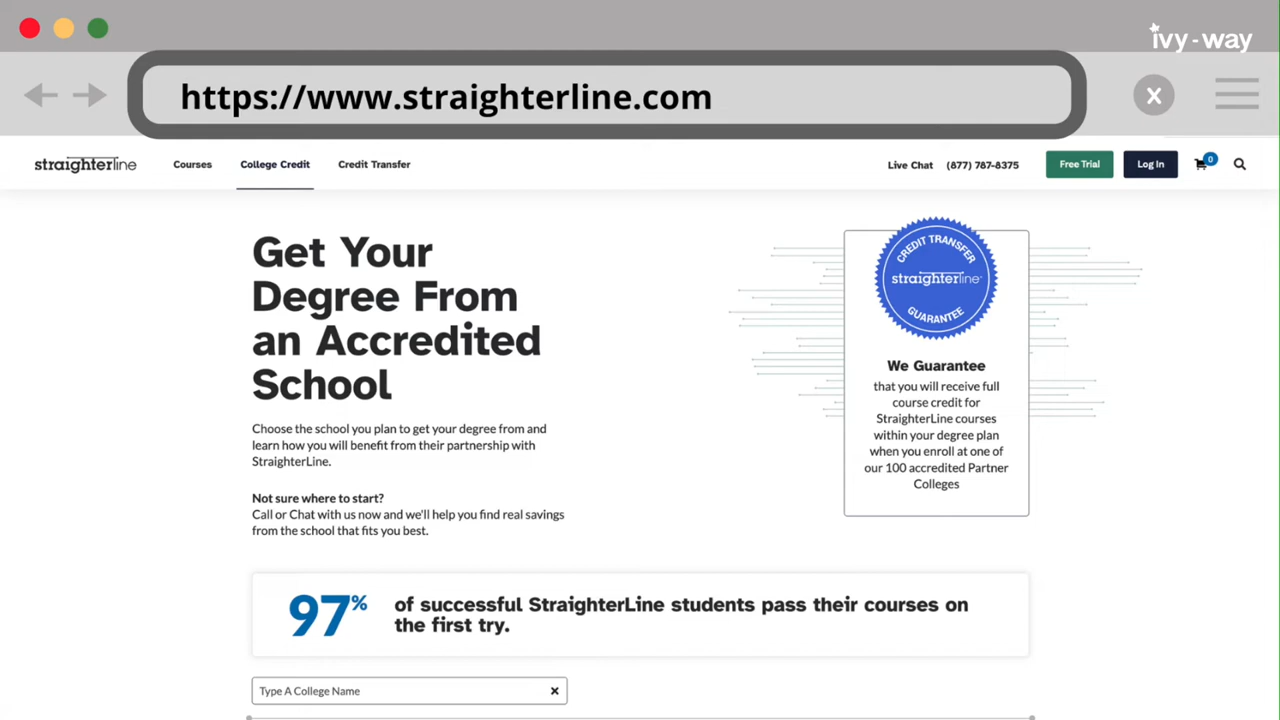 ivy-way
https://www.straighterline.com
x
straighterline
Courses
College Credit
Credit Transfer
Live Chat
(877) 787-8375
Free Trial
Log In
0
Get Your
Degree From
an Accredited
School
Choose the school you plan to get your degree from and
learn how you will benefit from their partnership with
StraighterLine.
Not sure where to start?
Call or Chat with us now and we'll help you find real savings
from the school that fits you best.
CREDIT TRANSFER
straighterline
GUARANTEE
We Guarantee
that you will receive full
course credit for
StraighterLine courses
within your degree plan
when you enroll at one of
our 100 accredited Partner
Colleges
97%
of successful StraighterLine students pass their courses on
the first try.
Type A College Name